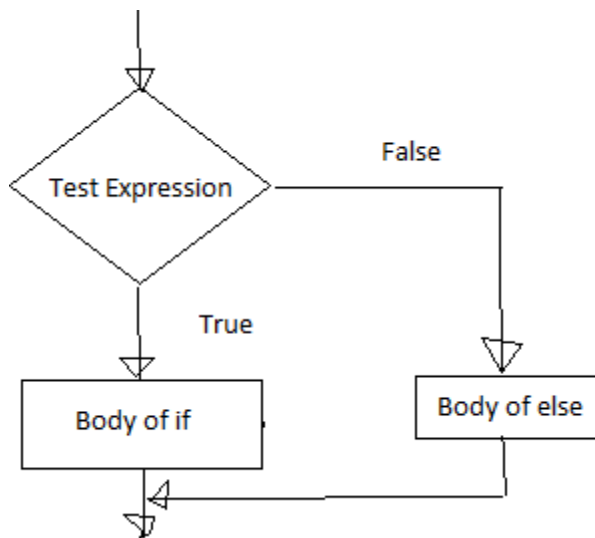 False
Test Expression
True
Body of if
Body of else